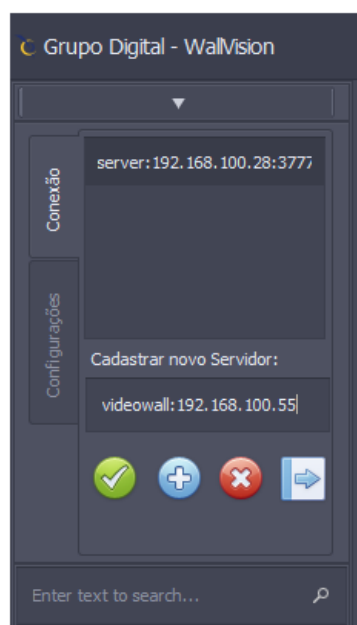 Grupo Digital - WallVision
Conexão
server:192.168.100.28:3777
Configurações
Cadastrar novo Servidor:
videowall:192.168.100.55
Enter text to search...